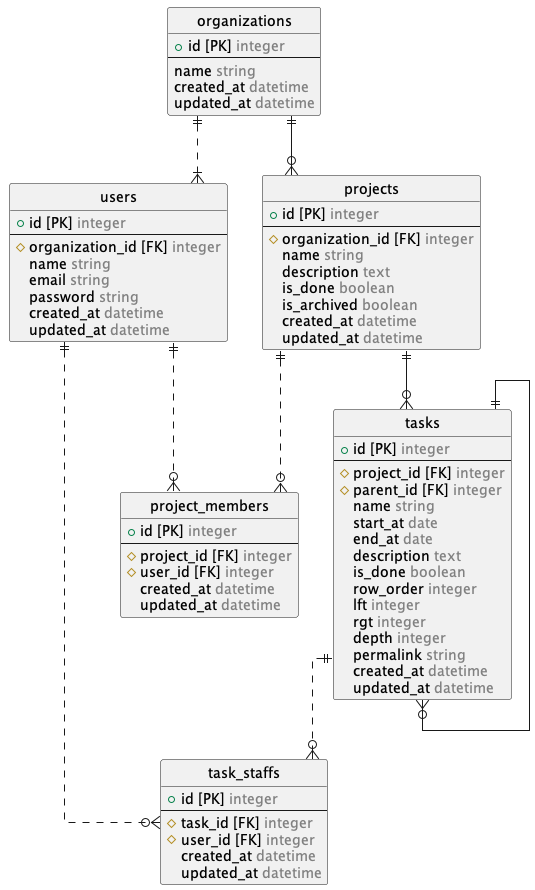 organizations
id [PK] integer
name string
created_at datetime
updated_at datetime
users
id [PK] integer
organization_id [FK] integer
name string
email string
password string
created_at datetime
updated_at datetime
projects
id [PK] integer
organization_id [FK] integer
name string
description text
is_done boolean
is_archived boolean
created_at datetime
updated_at datetime
tasks
id [PK] integer
project_id [FK] integer
parent_id [FK] integer
name string
start_at date
end_at date
description text
is_done boolean
row_order integer
lft integer
rgt integer
depth integer
permalink string
created_at datetime
updated_at datetime
project_members
id [PK] integer
project_id [FK] integer
user_id [FK] integer
created_at datetime
updated_at datetime
task_staffs
id [PK] integer
task_id [FK] integer
user_id [FK] integer
created_at datetime
updated_at datetime